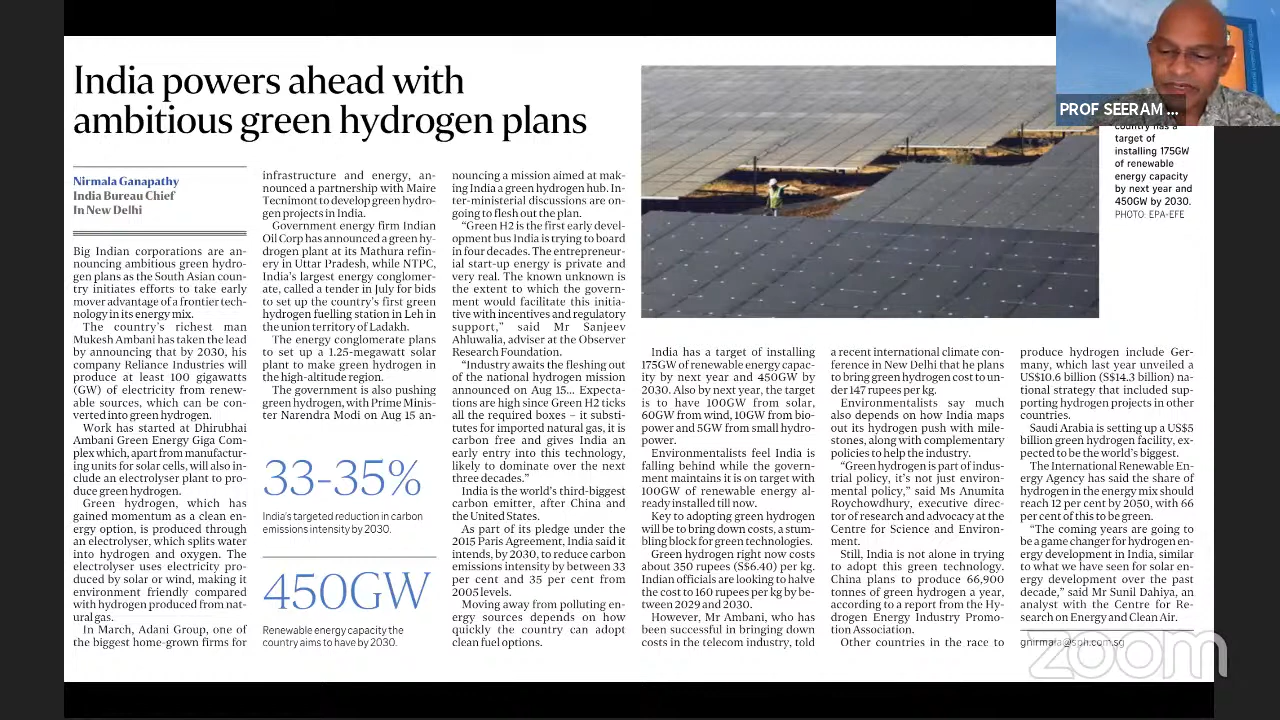 India powers ahead with
ambitious green hydrogen plans
Nirmala Ganapathy
India Bureau Chief
In New Delhi
Big Indian corporations are an-
nouncing ambitious green hydro-
gen plans as the South Asian coun-
try initiates efforts to take early
mover advantage of a frontier tech-
nology in its energy mix.
The country's richest man
Mukesh Ambani has taken the lead
by announcing that by 2030, his
company Reliance Industries will
produce at least 100 gigawatts
(GW) of electricity from renew-
able sources, which can be con-
verted into green hydrogen.
Work has started at Dhirubhai
Ambani Green Energy Giga Com-
plex which, apart from manufactur-
ing units for solar cells, will also in-
clude an electrolyser plant to pro-
duce green hydrogen.
Green hydrogen, which has
gained momentum as a clean en-
ergy option, is produced through
an electrolyser, which splits water
into hydrogen and oxygen. The
electrolyser uses electricity pro-
duced by solar or wind, making it
environment friendly compared
with hydrogen produced from nat-
ural gas.
In March, Adani Group, one of
the biggest home-grown firms for
infrastructure and energy, an-
nounced a partnership with Maire
Tecnimont to develop green hydro-
gen projects in India.
Government energy firm Indian
Oil Corp has announced a green hy-
drogen plant at its Mathura refin-
ery in Uttar Pradesh, while NTPC,
India's largest energy conglomer-
ate, called a tender in July for bids
to set up the country's first green
hydrogen fuelling station in Leh in
the union territory of Ladakh.
The energy conglomerate plans
to set up a 1.25-megawatt solar
plant to make green hydrogen in
the high-altitude region.
The government is also pushing
green hydrogen, with Prime Minis-
ter Narendra Modi on Aug 15 an-
33-35%
India's targeted reduction in carbon
emissions intensity by 2030.
450GW
Renewable energy capacity the
country aims to have by 2030.
nouncing a mission aimed at mak-
ing India a green hydrogen hub. In-
ter-ministerial discussions are on-
going to flesh out the plan.
"Green H2 is the first early devel-
opment bus India is trying to board
in four decades. The entrepreneur-
ial start-up energy is private and
very real. The known unknown is
the extent to which the govern-
ment would facilitate this initia-
tive with incentives and regulatory
support," said Mr Sanjeev
Ahluwalia, adviser at the Observer
Research Foundation.
"Industry awaits the fleshing out
of the national hydrogen mission
announced on Aug 15... Expecta-
tions are high since Green H2 ticks
all the required boxes – it substi-
tutes for imported natural gas, it is
carbon free and gives India an
early entry into this technology,
likely to dominate over the next
three decades."
India is the world's third-biggest
carbon emitter, after China and
the United States.
As part of its pledge under the
2015 Paris Agreement, India said it
intends, by 2030, to reduce carbon
emissions intensity by between 33
per cent and 35 per cent from
2005 levels.
Moving away from polluting en-
ergy sources depends on how
quickly the country can adopt
clean fuel options.
PROF SEERAM ...
country has a
target of
installing 175GW
of renewable
energy capacity
by next year and
450GW by 2030.
PHOTO: EPA-EFE
India has a target of installing
175GW of renewable energy capac-
ity by next year and 450GW by
2030. Also by next year, the target
is to have 100GW from solar,
60GW from wind, 10GW from bio-
power and 5GW from small hydro-
power.
Environmentalists feel India is
falling behind while the govern-
ment maintains it is on target with
100GW of renewable energy al-
ready installed till now.
Key to adopting green hydrogen
will be to bring down costs, a stum-
bling block for green technologies.
Green hydrogen right now costs
about 350 rupees (S$6.40) per kg.
Indian officials are looking to halve
the cost to 160 rupees per kg by be-
tween 2029 and 2030.
However, Mr Ambani, who has
been successful in bringing down
costs in the telecom industry, told
a recent international climate con-
ference in New Delhi that he plans
to bring green hydrogen cost to un-
der 147 rupees per kg.
Environmentalists say much
also depends on how India maps
out its hydrogen push with mile-
stones, along with complementary
policies to help the industry.
"Green hydrogen is part of indus-
trial policy, it's not just environ-
mental policy," said Ms Anumita
Roychowdhury, executive direc-
tor of research and advocacy at the
Centre for Science and Environ-
ment.
Still, India is not alone in trying
to adopt this green technology.
China plans to produce 66,900
tonnes of green hydrogen a year,
according to a report from the Hy-
drogen Energy Industry Promo-
tion Association.
Other countries in the race to
produce hydrogen include Ger-
many, which last year unveiled a
US$10.6 billion (S$14.3 billion) na-
tional strategy that included sup-
porting hydrogen projects in other
countries.
Saudi Arabia is setting up a US$5
billion green hydrogen facility, ex-
pected to be the world's biggest.
The International Renewable En-
ergy Agency has said the share of
hydrogen in the energy mix should
reach 12 per cent by 2050, with 66
per cent of this to be green.
"The coming years are going to
be a game changer for hydrogen en-
ergy development in India, similar
to what we have seen for solar en-
ergy development over the past
decade," said Mr Sunil Dahiya, an
analyst with the Centre for Re-
search on Energy and Clean Air.
gnirmala@sph.com.sg
zoom